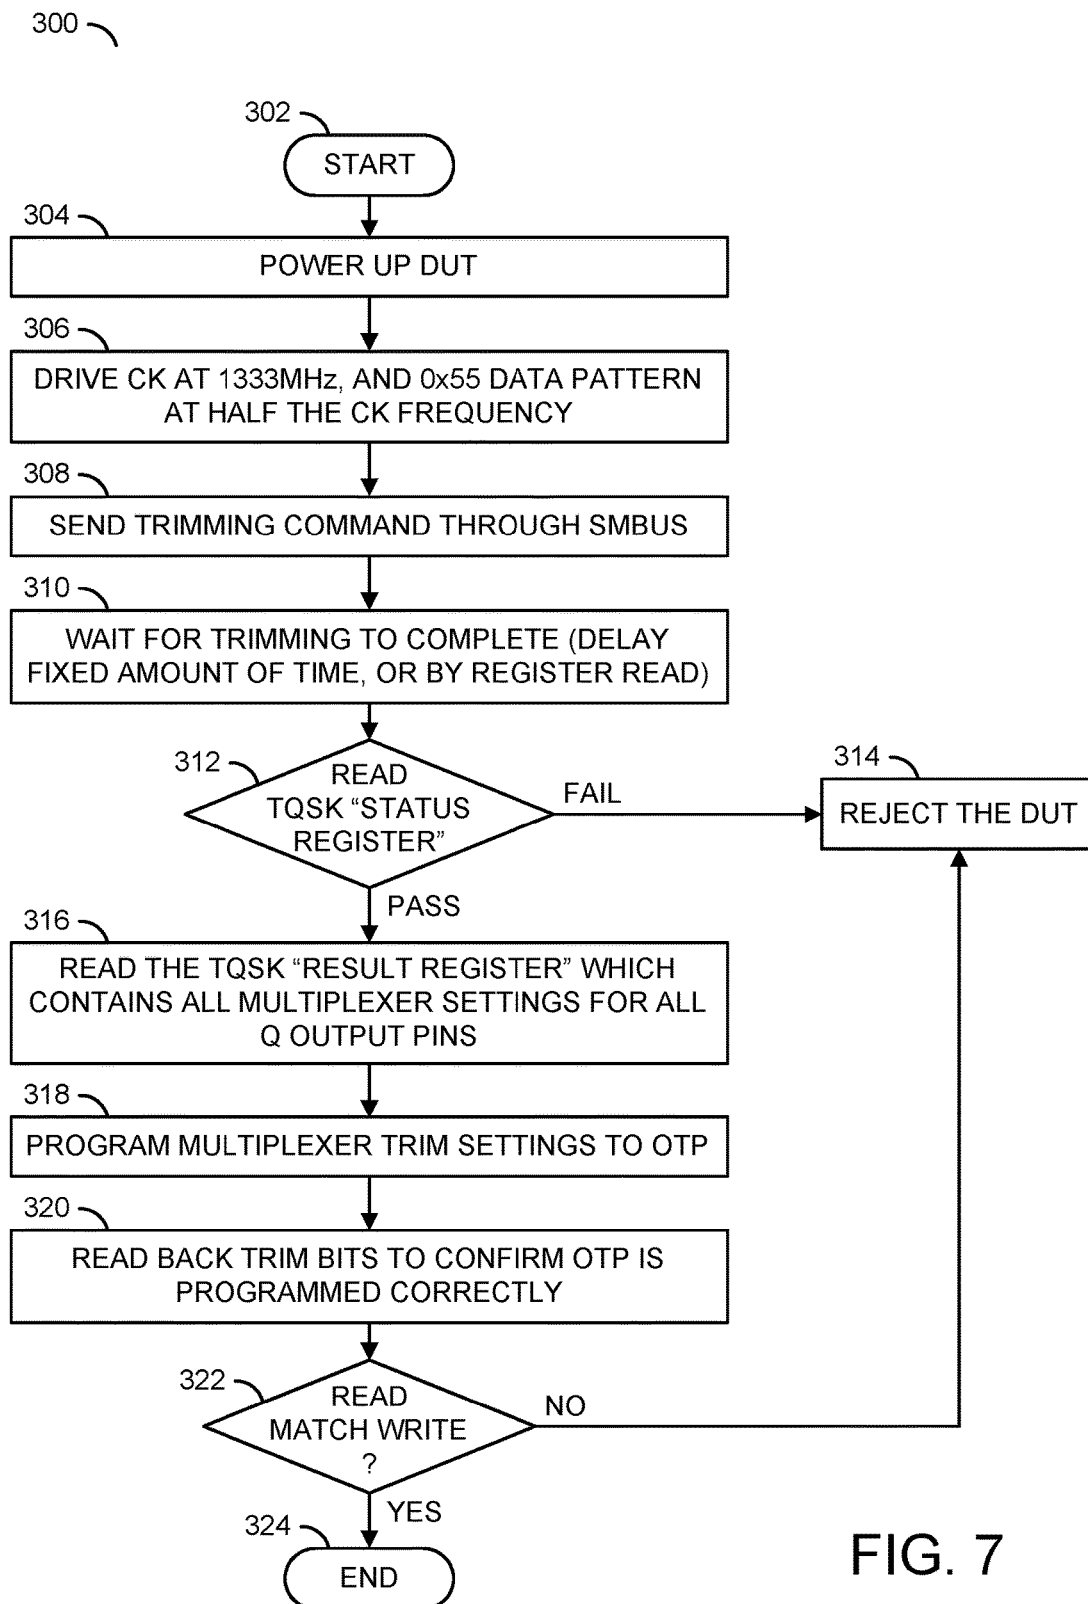 300
302
START
304
POWER UP DUT
306
DRIVE CK AT 1333MHz, AND 0x55 DATA PATTERN
AT HALF THE CK FREQUENCY
308
SEND TRIMMING COMMAND THROUGH SMBUS
310
WAIT FOR TRIMMING TO COMPLETE (DELAY
FIXED AMOUNT OF TIME, OR BY REGISTER READ)
312
READ
TQSK “STATUS
REGISTER”
FAIL
314
REJECT THE DUT
PASS
316
READ THE TQSK “RESULT REGISTER” WHICH
CONTAINS ALL MULTIPLEXER SETTINGS FOR ALL
Q OUTPUT PINS
318
PROGRAM MULTIPLEXER TRIM SETTINGS TO OTP
320
READ BACK TRIM BITS TO CONFIRM OTP IS
PROGRAMMED CORRECTLY
322
READ
MATCH WRITE
?
NO
YES
324
END
FIG. 7